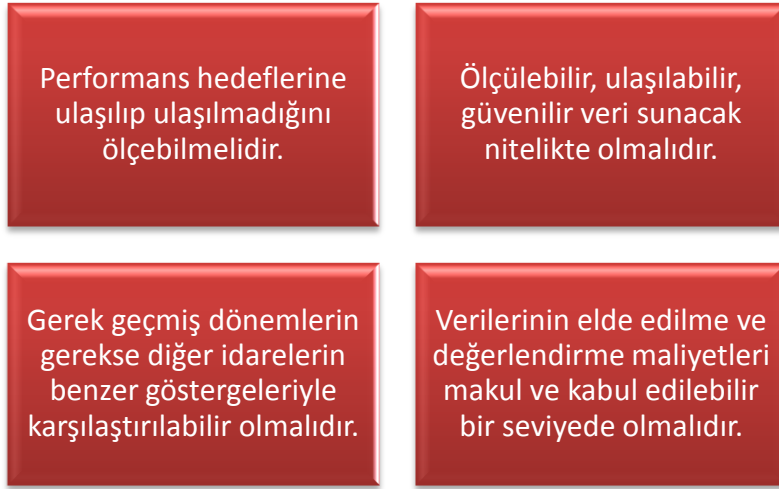 Performans hedeflerine
ulaşılıp ulaşılmadığını
ölçebilmelidir.
Ölçülebilir, ulaşılabilir,
güvenilir veri sunacak
nitelikte olmalıdır.
Gerek geçmiş dönemlerin
gerekse diğer idarelerin
benzer göstergeleriyle
karşılaştırılabilir olmalıdır.
Verilerinin elde edilme ve
değerlendirme maliyetleri
makul ve kabul edilebilir
bir seviyede olmalıdır.